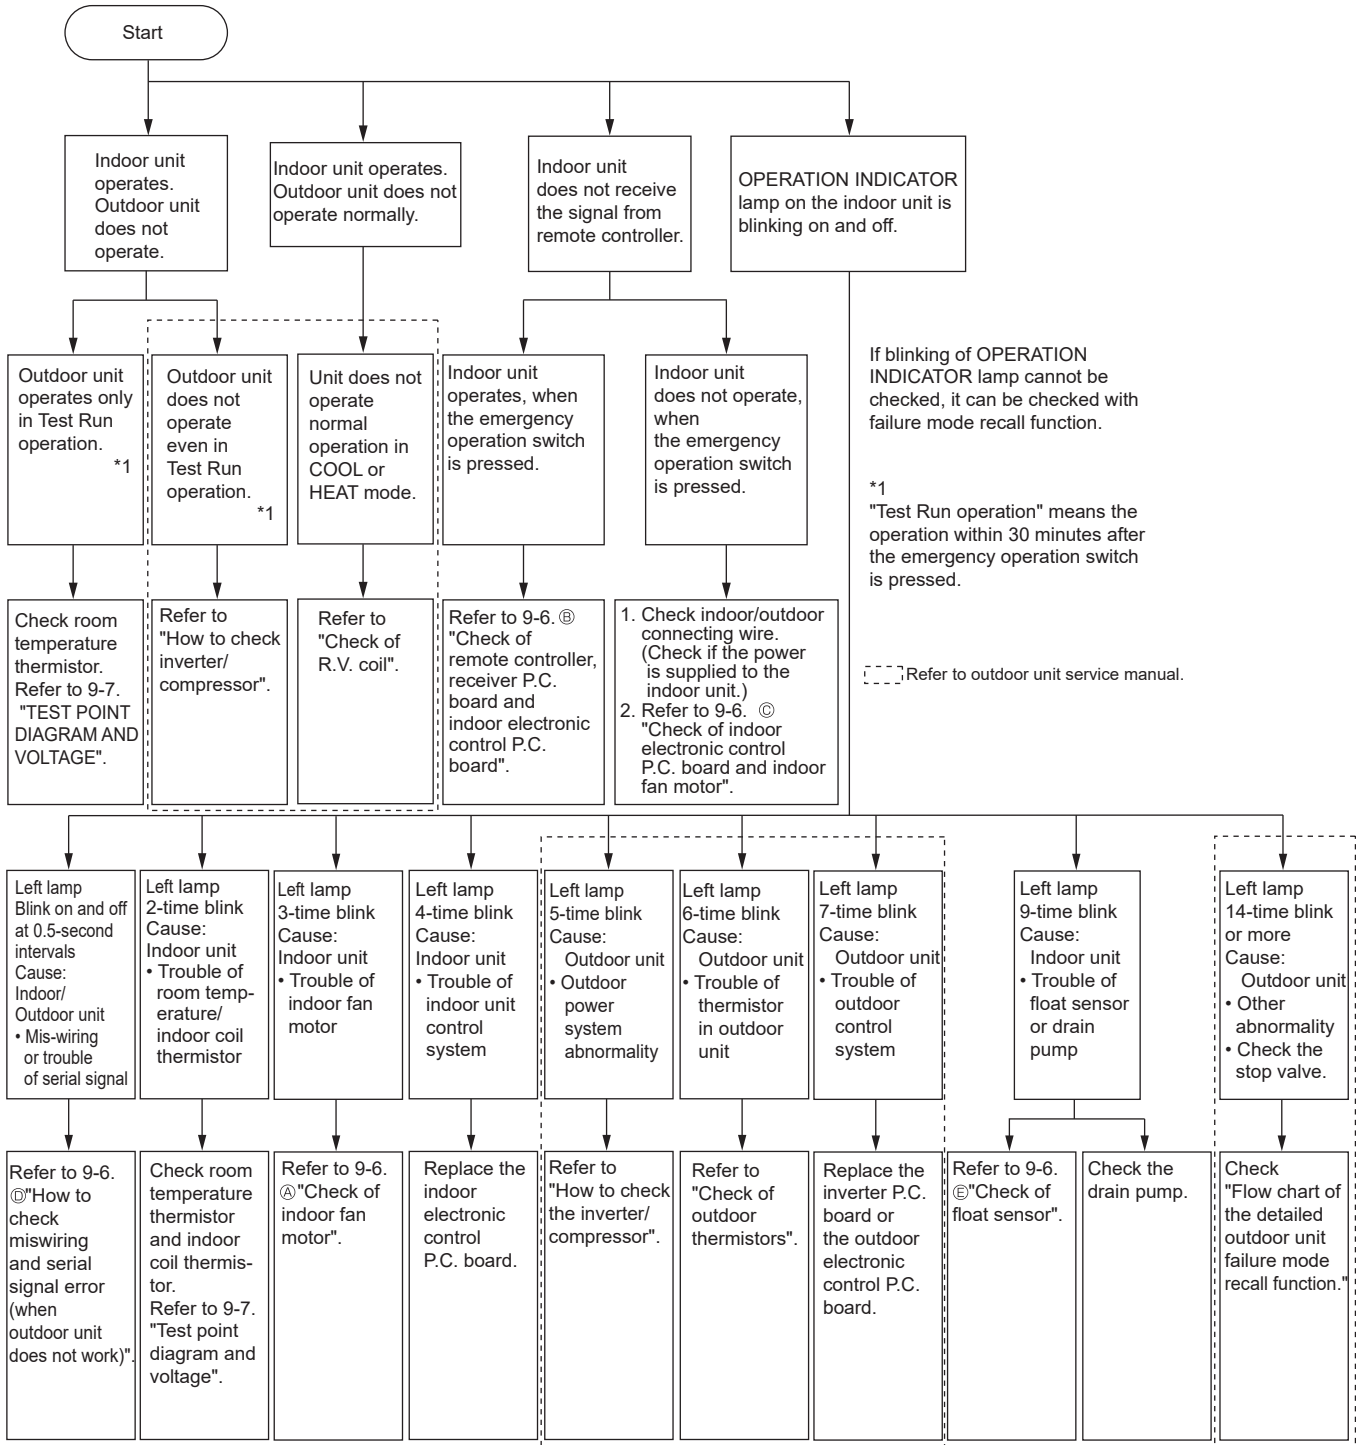 Start
Indoor unit
operates.
Outdoor unit
does not
operate.
Indoor unit operates.
Outdoor unit does not
operate normally.
Indoor unit
does not receive
the signal from
remote controller.
OPERATION INDICATOR
lamp on the indoor unit is
blinking on and off.
Outdoor unit
operates only
in Test Run
operation.
*1
Outdoor unit
does not
operate
even in
Test Run
operation.
*1
Unit does not
operate
normal
operation in
COOL or
HEAT mode.
Indoor unit
operates, when
the emergency
operation switch
is pressed.
Indoor unit
does not operate,
when
the emergency
operation switch
is pressed.
If blinking of OPERATION
INDICATOR lamp cannot be
checked, it can be checked with
failure mode recall function.
*1
"Test Run operation" means the
operation within 30 minutes after
the emergency operation switch
is pressed.
Refer to outdoor unit service manual.
Check room
temperature
thermistor.
Refer to 9-7.
"TEST POINT
DIAGRAM AND
VOLTAGE".
Refer to
"How to check
inverter/
compressor".
Refer to
"Check of
R.V. coil".
Refer to 9-6. Ⓑ
"Check of
remote controller,
receiver P.C.
board and
indoor electronic
control P.C.
board".
1. Check indoor/outdoor
connecting wire.
(Check if the power
is supplied to the
indoor unit.)
2. Refer to 9-6. Ⓒ
"Check of indoor
electronic control
P.C. board and indoor
fan motor".
Left lamp
Blink on and off
at 0.5-second
intervals
Cause:
Indoor/
Outdoor unit
• Mis-wiring
or trouble
of serial signal
Left lamp
2-time blink
Cause:
Indoor unit
• Trouble of
room temp-
erature/
indoor coil
thermistor
Left lamp
3-time blink
Cause:
Indoor unit
• Trouble of
indoor fan
motor
Left lamp
4-time blink
Cause:
Indoor unit
• Trouble of
indoor unit
control
system
Left lamp
5-time blink
Cause:
Outdoor unit
• Outdoor
power
system
abnormality
Left lamp
6-time blink
Cause:
Outdoor unit
• Trouble of
thermistor
in outdoor
unit
Left lamp
7-time blink
Cause:
Outdoor unit
• Trouble of
outdoor
control
system
Left lamp
9-time blink
Cause:
Indoor unit
• Trouble of
float sensor
or drain
pump
Left lamp
14-time blink
or more
Cause:
Outdoor unit
• Other
abnormality
• Check the
stop valve.
Refer to 9-6.
Ⓓ"How to
check
miswiring
and serial
signal error
(when
outdoor unit
does not work)".
Check room
temperature
thermistor
and indoor
coil thermis-
tor.
Refer to 9-7.
"Test point
diagram and
voltage".
Refer to 9-6.
Ⓐ"Check of
indoor fan
motor".
Replace the
indoor
electronic
control
P.C. board.
Refer to
"How to check
the inverter/
compressor".
Refer to
"Check of
outdoor
thermistors".
Replace the
inverter P.C.
board or
the outdoor
electronic
control P.C.
board.
Refer to 9-6.
Ⓔ"Check of
float sensor".
Check the
drain pump.
Check
"Flow chart of
the detailed
outdoor unit
failure mode
recall function."